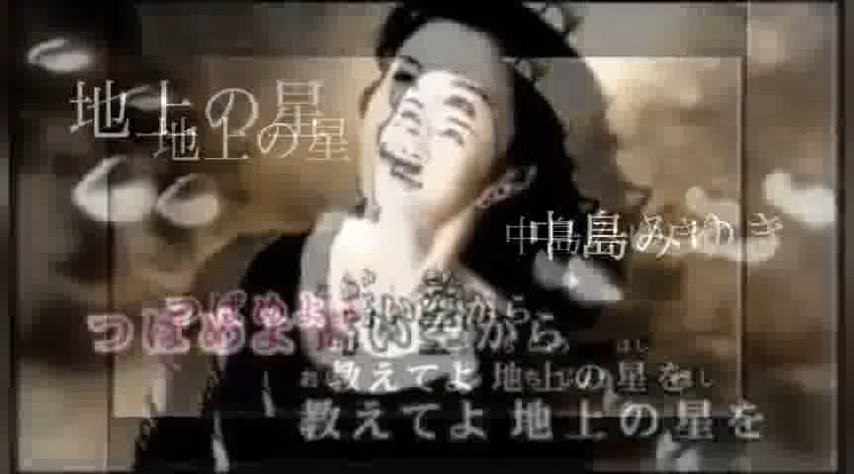 地上の星
地上の星
中島みゆき
つばめよ高い空から
教えてよ地上の星を
教えてよ地上の星を